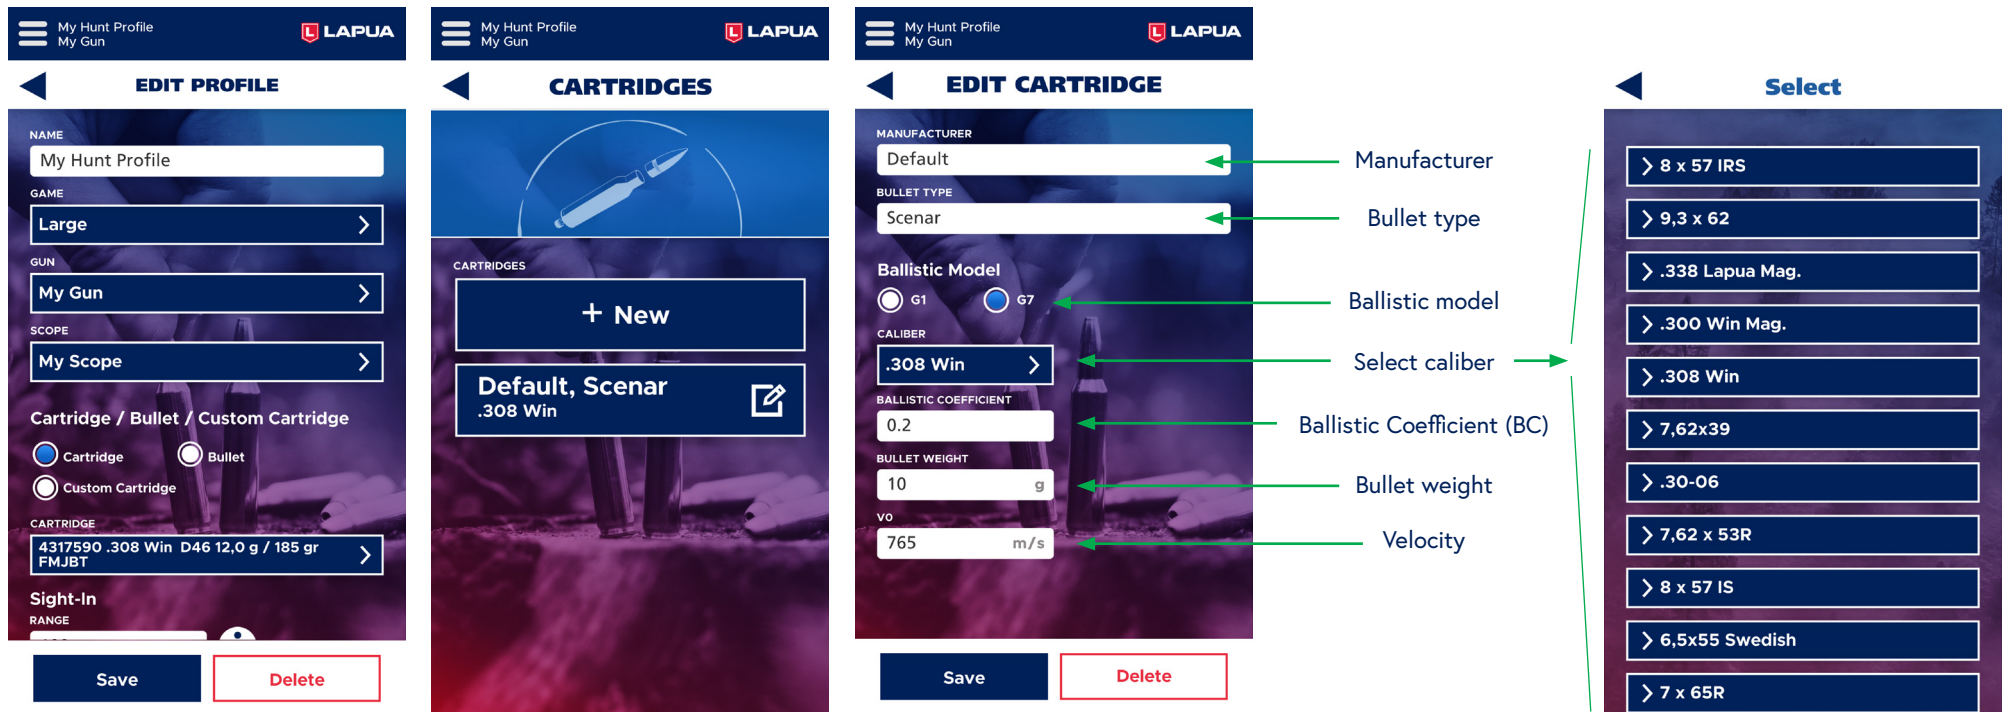 My Hunt Profile
My Gun
LAPUA
EDIT PROFILE
NAME
My Hunt Profile
GAME
Large
GUN
My Gun
SCOPE
My Scope
Cartridge / Bullet / Custom Cartridge
Cartridge
Bullet
Custom Cartridge
CARTRIDGE
4317590 .308 Win D46 12,0 g / 185 gr
FMJBT
Sight-In
RANGE
Save
Delete
My Hunt Profile
My Gun
LAPUA
CARTRIDGES
CARTRIDGES
+ New
Default, Scenar
.308 Win
My Hunt Profile
My Gun
LAPUA
EDIT CARTRIDGE
MANUFACTURER
Default
BULLET TYPE
Scenar
Ballistic Model
G1
G7
CALIBER
.308 Win
BALLISTIC COEFFICIENT
0.2
BULLET WEIGHT
10 g
V0
765 m/s
Save
Delete
Manufacturer
Bullet type
Ballistic model
Select caliber
Ballistic Coefficient (BC)
Bullet weight
Velocity
Select
8 x 57 IRS
9,3 x 62
.338 Lapua Mag.
.300 Win Mag.
.308 Win
7,62x39
.30-06
7,62 x 53R
8 x 57 IS
6,5x55 Swedish
7 x 65R